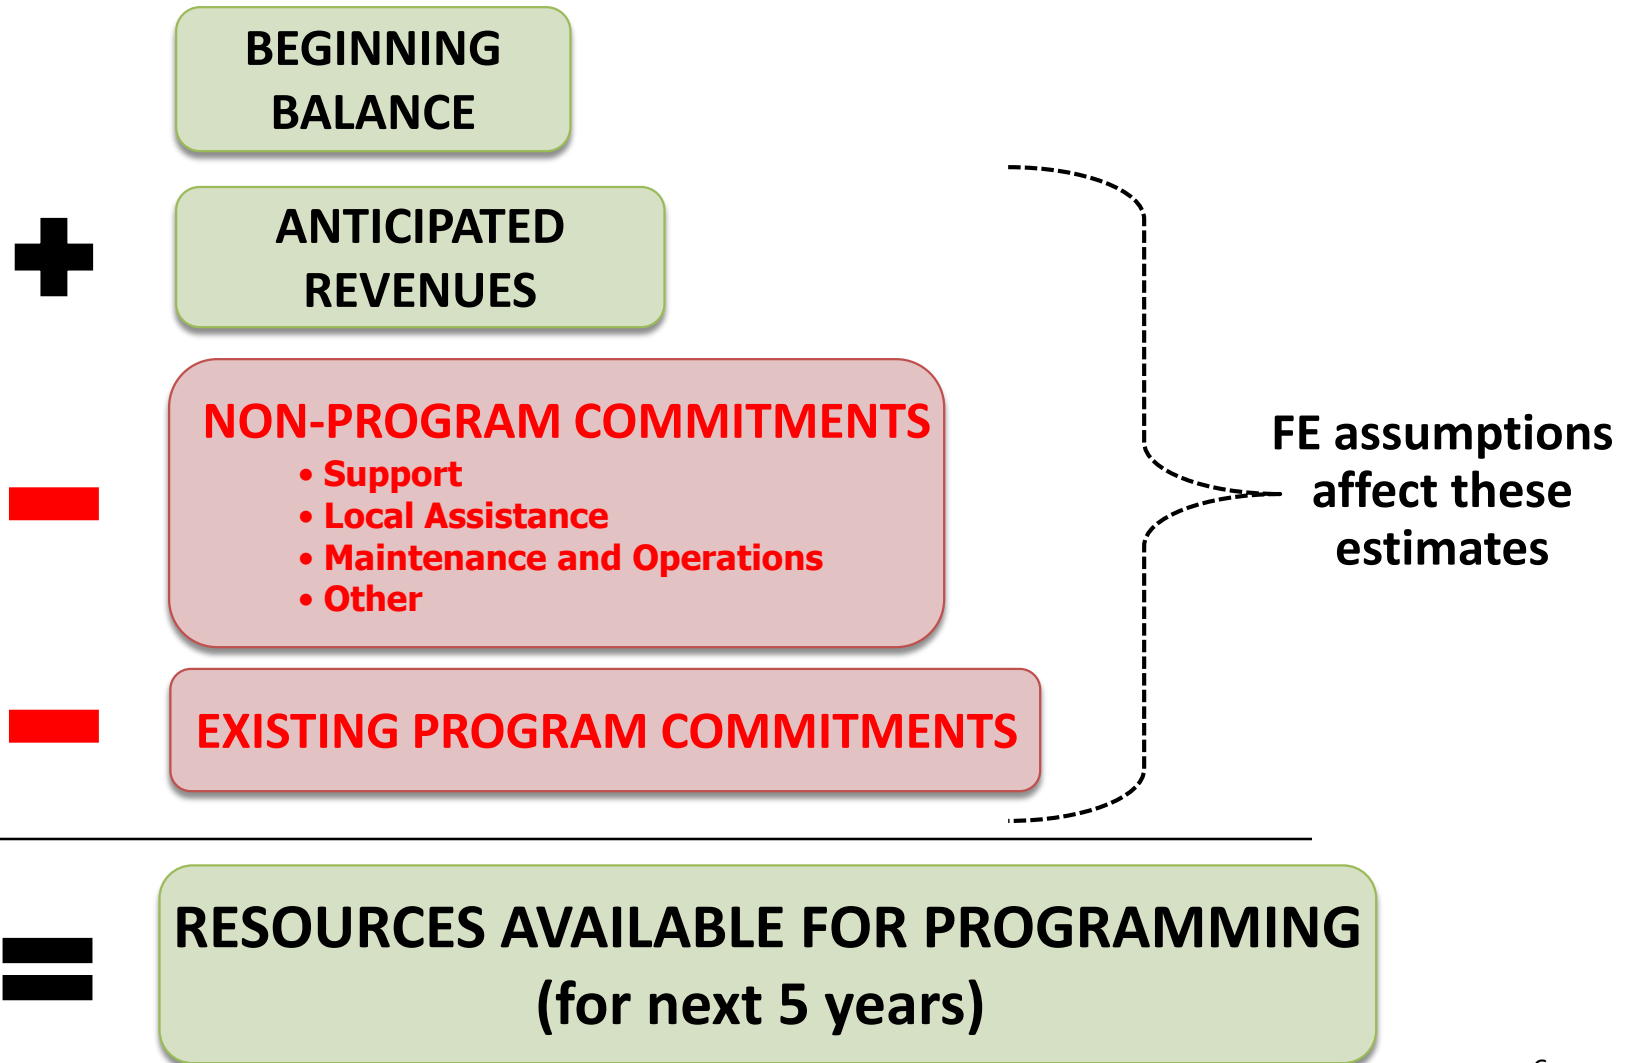 BEGINNING
BALANCE
ANTICIPATED
REVENUES
NON-PROGRAM COMMITMENTS
• Support
• Local Assistance
• Maintenance and Operations
• Other
EXISTING PROGRAM COMMITMENTS
FE assumptions
affect these
estimates
RESOURCES AVAILABLE FOR PROGRAMMING
(for next 5 years)